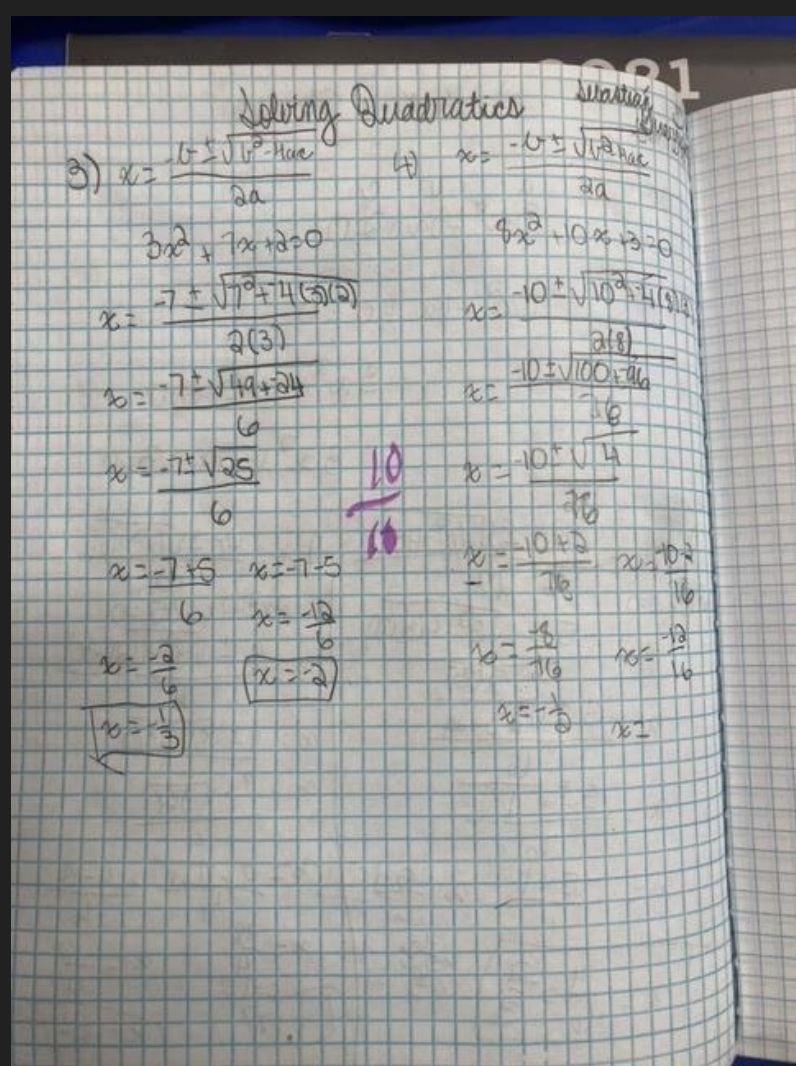 2021
Solving Quadratics
Sebastian
3) x = -b ± √b² - 4ac / 2a
3x² + 7x + 2 = 0
x = -7 ± √7² + -4(3)(2) / 2(3)
x = -7 ± √49 + -24 / 6
x = -7 ± √25 / 6
x = -7 + 5 / 6
x = -7 - 5
x = -12 / 6
x = -2 / 6
x = -2
x = -1/3
10 / 10
4) x = -b ± √b² - 4ac / 2a
8x² + 10x + 3 = 0
x = -10 ± √10² + -4(8)(3) / 2(8)
x = -10 ± √100 + -96 / 16
x = -10 ± √4 / 16
x = -10 + 2 / 16
x = -10 - 2 / 16
x = -8 / 16
x = -12 / 16
x = -1/2
x =